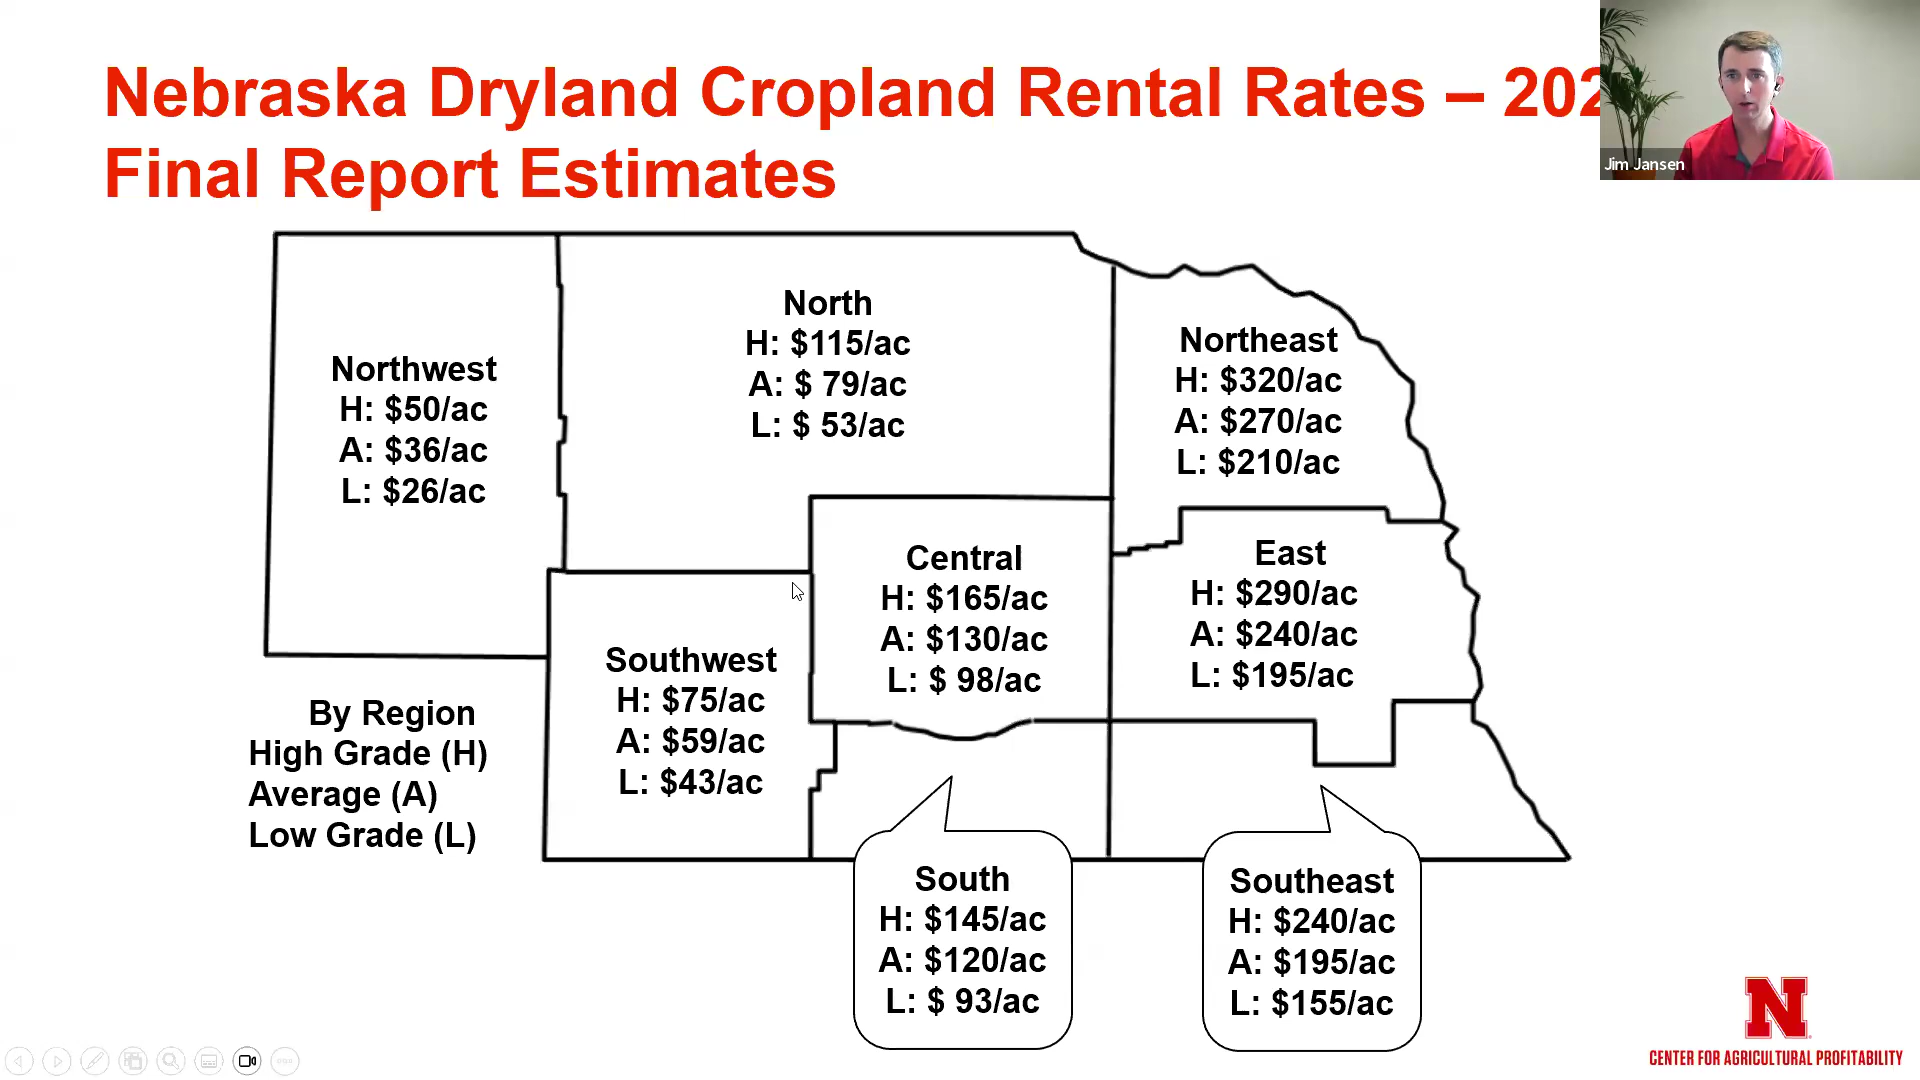 Nebraska Dryland Cropland Rental Rates – 202
Final Report Estimates
Jim Jansen
Northwest
H: $50/ac
A: $36/ac
L: $26/ac
North
H: $115/ac
A: $ 79/ac
L: $ 53/ac
Northeast
H: $320/ac
A: $270/ac
L: $210/ac
Central
H: $165/ac
A: $130/ac
L: $ 98/ac
East
H: $290/ac
A: $240/ac
L: $195/ac
Southwest
H: $75/ac
A: $59/ac
L: $43/ac
By Region
High Grade (H)
Average (A)
Low Grade (L)
South
H: $145/ac
A: $120/ac
L: $ 93/ac
Southeast
H: $240/ac
A: $195/ac
L: $155/ac
N
CENTER FOR AGRICULTURAL PROFITABILITY